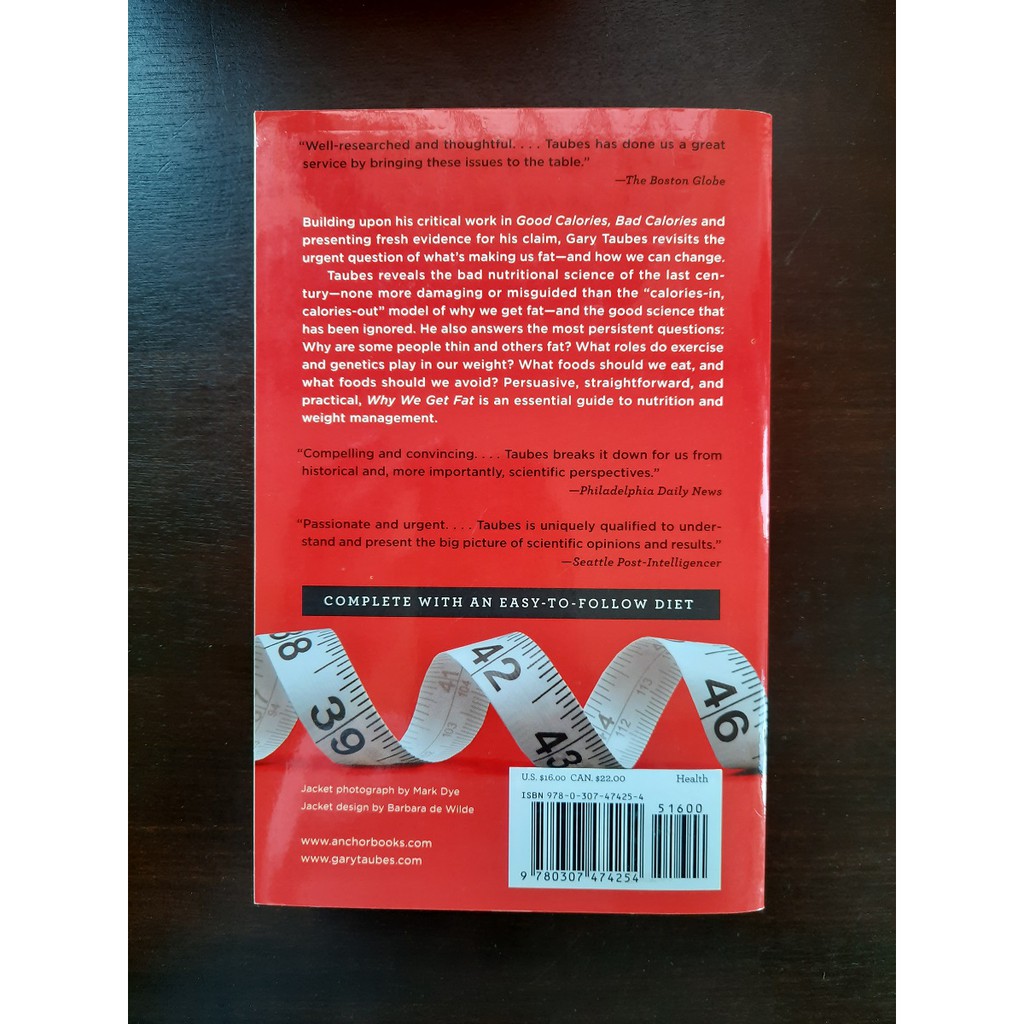 “Well-researched and thoughtful. . . . Taubes has done us a great
service by bringing these issues to the table.”
—The Boston Globe
Building upon his critical work in Good Calories, Bad Calories and
presenting fresh evidence for his claim, Gary Taubes revisits the
urgent question of what’s making us fat—and how we can change.
Taubes reveals the bad nutritional science of the last cen-
tury—none more damaging or misguided than the “calories-in,
calories-out” model of why we get fat—and the good science that
has been ignored. He also answers the most persistent questions:
Why are some people thin and others fat? What roles do exercise
and genetics play in our weight? What foods should we eat, and
what foods should we avoid? Persuasive, straightforward, and
practical, Why We Get Fat is an essential guide to nutrition and
weight management.
“Compelling and convincing. . . . Taubes breaks it down for us from
historical and, more importantly, scientific perspectives.”
—Philadelphia Daily News
“Passionate and urgent. . . . Taubes is uniquely qualified to under-
stand and present the big picture of scientific opinions and results.”
—Seattle Post-Intelligencer
COMPLETE WITH AN EASY-TO-FOLLOW DIET
38 39 41 42 43 46
94 103 104 112 113
Jacket photograph by Mark Dye
Jacket design by Barbara de Wilde
www.anchorbooks.com
www.garytaubes.com
U.S. $16.00 CAN. $22.00 Health
ISBN 978-0-307-47425-4
51600
9 780307 474254